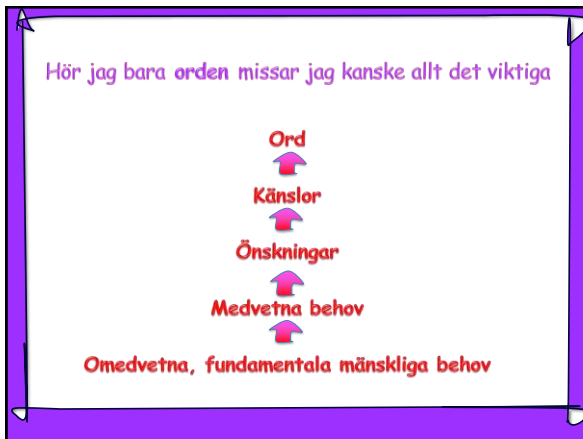 Hör jag bara orden missar jag kanske allt det viktiga
Ord
Känslor
Önskningar
Medvetna behov
Omedvetna, fundamentala mänskliga behov